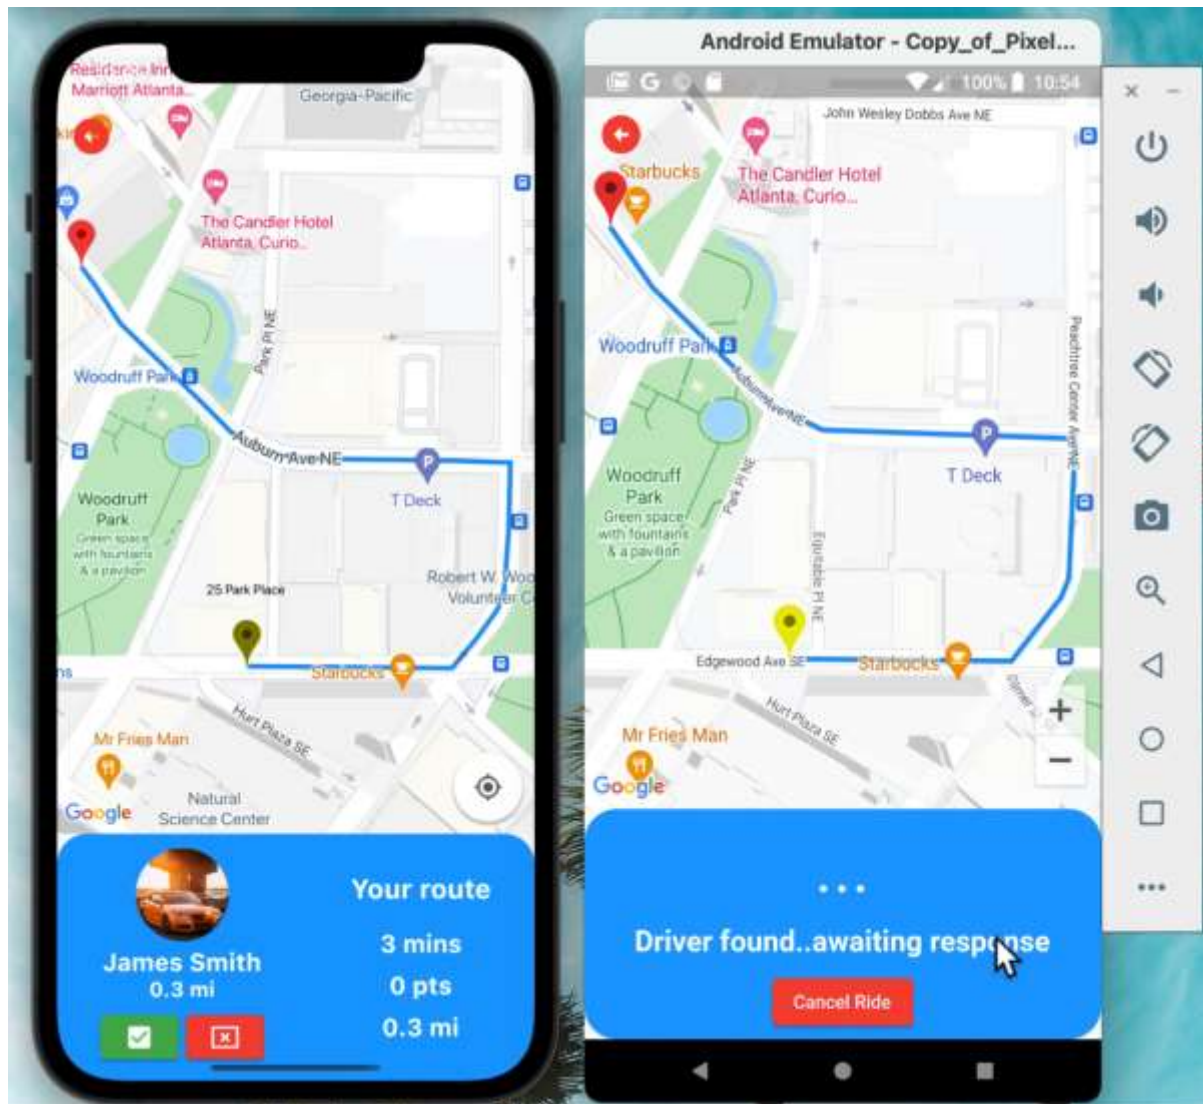 Residence Inn
Marriott Atlanta...
Georgia-Pacific
The Candler Hotel
Atlanta, Curio...
Park Pl NE
Woodruff Park
Auburn Ave NE
T Deck
Woodruff
Park
Green space
with fountains
& a pavilion
25 Park Place
Robert W. Woo
Volunteer C
Starbucks
Hurt Plaza SE
Mr Fries Man
Natural
Science Center
Google
James Smith
0.3 mi
Your route
3 mins
0 pts
0.3 mi
Android Emulator - Copy_of_Pixel...
G
100%
10:54
John Wesley Dobbs Ave NE
Starbucks
The Candler Hotel
Atlanta, Curio...
Peachtree Center Ave NE
Woodruff Park
Auburn Ave NE
P
T Deck
Woodruff
Park
Green space
with fountains
& a pavilion
Park Pl NE
Equitable Pl NE
Edgewood Ave SE
Starbucks
Hurt Plaza SE
Mr Fries Man
Google
+
−
Driver found..awaiting response
Cancel Ride